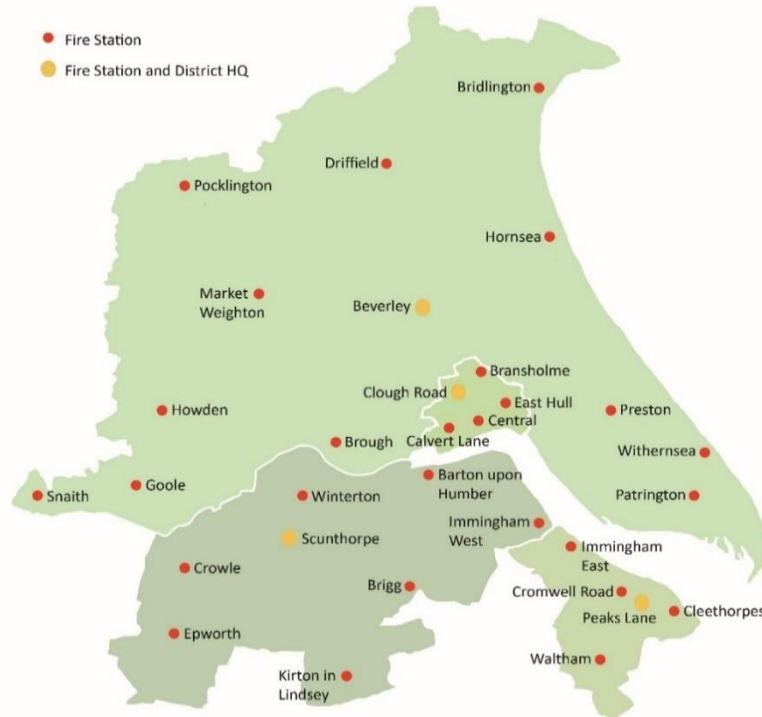 Fire Station
Fire Station and District HQ
Bridlington
Driffield
Pocklington
Hornsea
Market
Weighton
Beverley
Bransholme
Clough Road
East Hull
Howden
Preston
Central
Calvert Lane
Brough
Withernsea
Snaith
Goole
Winterton
Barton upon
Humber
Patrington
Immingham
West
Scunthorpe
Immingham
East
Crowle
Brigg
Cromwell Road
Peaks Lane
Cleethorpes
Epworth
Waltham
Kirton in
Lindsey